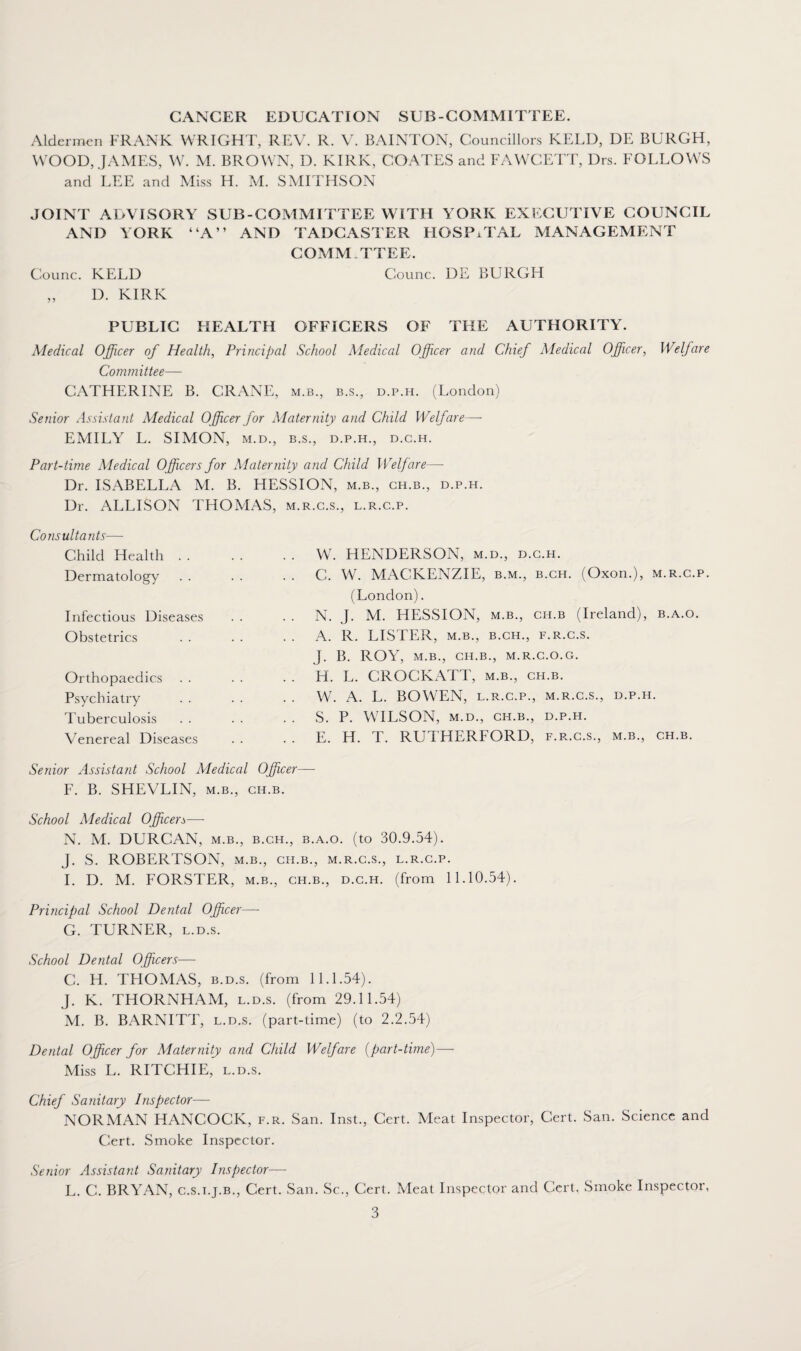 CANCER EDUCATION SUB-COMMITTEE.
Aldermen FRANK WRIGHT, REV. R. V. BAINTON, Councillors KELD, DE BURGH,
WOOD, JAMES, W. M. BROWN, D. KIRK, COATES and FAWCETT, Drs. FOLLOWS
and LEE and Miss H. M. SMITHSON
JOINT ADVISORY SUB-COMMITTEE WITH YORK EXECUTIVE COUNCIL
AND YORK “A” AND TADCASTER HOSPITAL MANAGEMENT
COMM.TTEE.
Counc. KELD Counc. DE BURGH
„ D. KIRK
PUBLIC HEALTH OFFICERS OF THE AUTHORITY.
Medical Officer of Health, Principal School Medical Officer and Chief Medical Officer, Welfare
Committee—
CATHERINE B. CRANE, M.B., B.S., D.P.H. (London)
Senior Assistant Medical Officer for Maternity and Child Welfare—
EMILY L. SIMON, M.D., B.S., D.P.H., D.C.H.
Part-time Medical Officers for Maternity and Child Welfare—
Dr. ISABELLA M. B. HESSION, M.B., CH.B., D.P.H.
Dr. ALLISON THOMAS, M.R.C.S., L.R.C.P.
Consultants—
Child Health . . . . . . W. HENDERSON, M.D., D.C.H.
Dermatology . . . . . . C. W. MACKENZIE, B.M., B.CH. (Oxon.), M.R.C.P.
(London).
Infectious Diseases . . . . N. J. M. HESSION, M.B., CH.B (Ireland), B.A.O.
Obstetrics . . . . . . A. R. LISTER, M.B., B.CH., F.R.C.S.
J. B. ROY, M.B., CH.B., M.R.C.O.G.
Orthopaedics . . . . . . H. L. CROCKATT, M.B., CH.B.
Psychiatry . . . . . . W. A. L. BOWEN, L.R.C.P., M.R.C.S., D.P.H.
Tuberculosis . . . . . . S. P. WILSON, M.D., CH.B., D.P.H.
Venereal Diseases . . . . E. H. T. RUTHERFORD, F.R.C.S., M.B., CH.B.
Senior Assistant School Medical Officer—
F. B. SHEVLIN, M.B., CH.B.
School Medical Officers—
N. M. DURCAN, M.B., B.CH., B.A.O. (to 30.9.54).
J. S. ROBERTSON, M.B., CH.B., M.R.C.S., L.R.C.P.
I. D. M. FORSTER, M.B., CH.B., D.C.H. (from 11.10.54).
Principal School Dental Officer—
G. TURNER, L.D.S.
School Dental Officers—
C. H. THOMAS, B.D.S. (from 11.1.54).
J. K. THORNHAM, L.D.S. (from 29.11.54)
M. B. BARNITT, L.D.S. (part-time) (to 2.2.54)
Dental Officer for Maternity and Child Welfare (part-time)—
Miss L. RITCHIE, L.D.S.
Chief Sanitary Inspector—
NORMAN HANCOCK, F.R. San. Inst., Cert. Meat Inspector, Cert. San. Science and
Cert. Smoke Inspector.
Senior Assistant Sanitary Inspector—
L. C. BRYAN, C.S.I.J.B., Cert. San. Sc., Cert. Meat Inspector and Cert. Smoke Inspector,
3